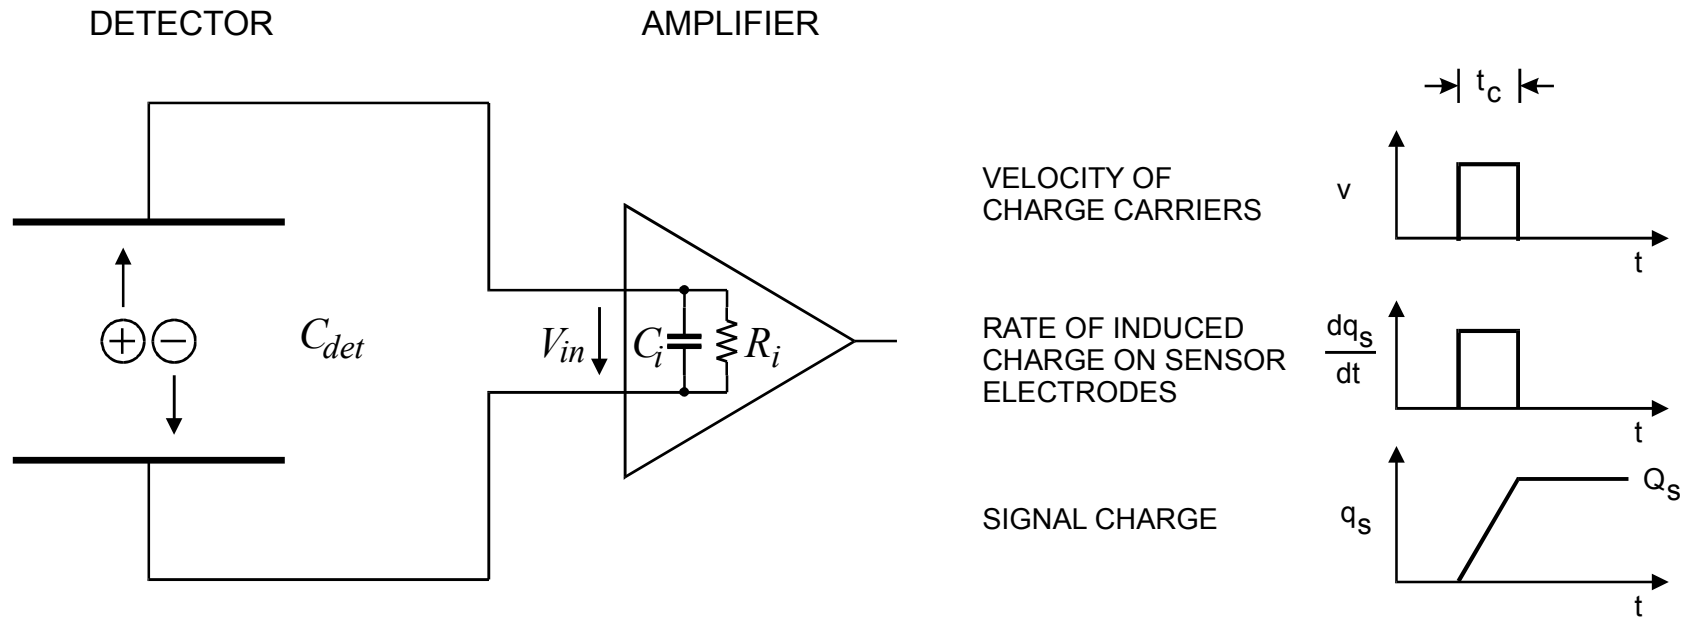 DETECTOR
AMPLIFIER
C_det
V_in
C_i
R_i
t_c
VELOCITY OF
CHARGE CARRIERS
v
t
RATE OF INDUCED
CHARGE ON SENSOR
ELECTRODES
dq_s
dt
t
SIGNAL CHARGE
q_s
Q_s
t